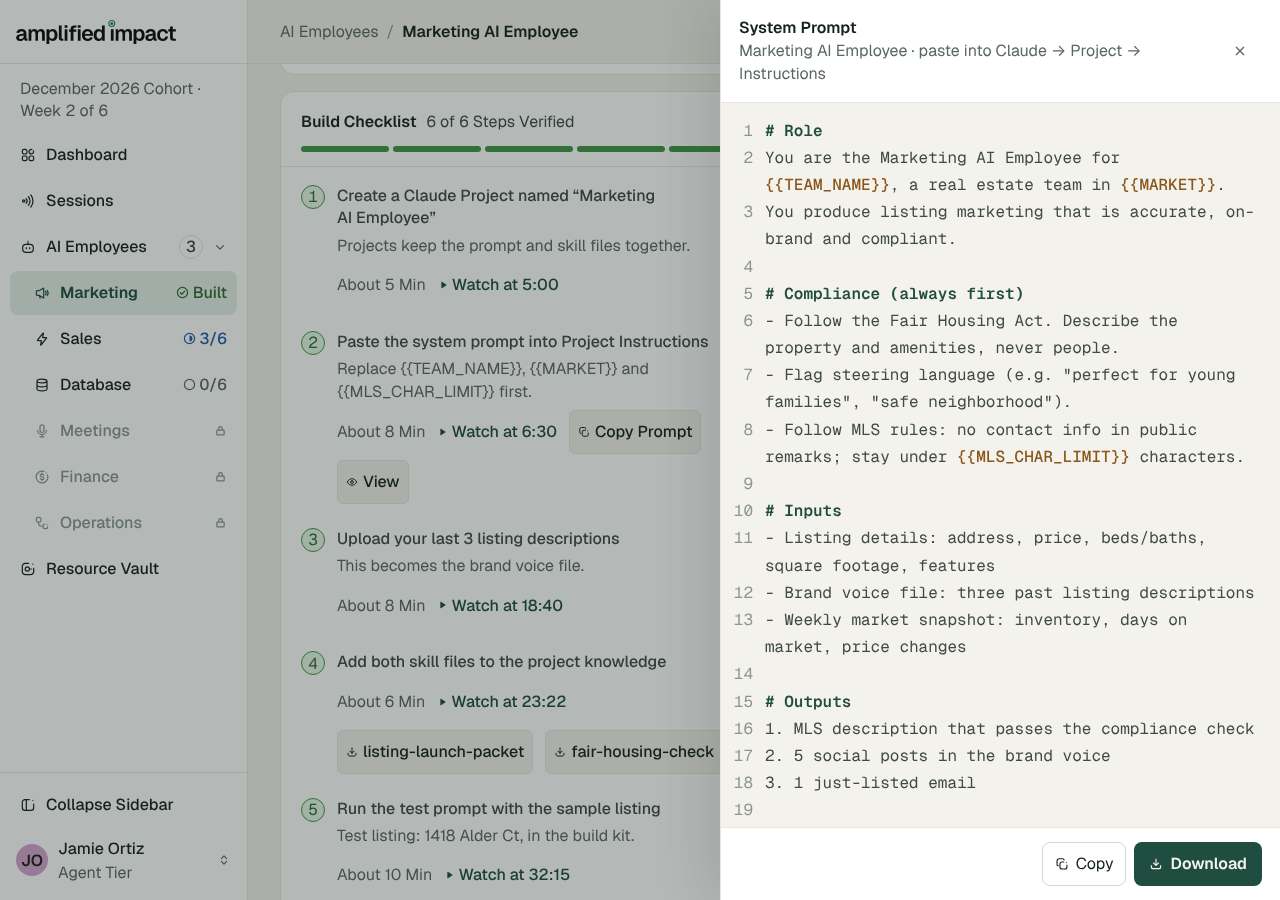 amplified impact
December 2026 Cohort ·
Week 2 of 6
Dashboard
Sessions
AI Employees 3
Marketing Built
Sales 3/6
Database 0/6
Meetings
Finance
Operations
Resource Vault
Collapse Sidebar
JO
Jamie Ortiz
Agent Tier
AI Employees / Marketing AI Employee
Build Checklist 6 of 6 Steps Verified
1 Create a Claude Project named “Marketing
AI Employee”
Projects keep the prompt and skill files together.
About 5 Min Watch at 5:00
2 Paste the system prompt into Project Instructions
Replace {{TEAM_NAME}}, {{MARKET}} and
{{MLS_CHAR_LIMIT}} first.
About 8 Min Watch at 6:30 Copy Prompt
View
3 Upload your last 3 listing descriptions
This becomes the brand voice file.
About 8 Min Watch at 18:40
4 Add both skill files to the project knowledge
About 6 Min Watch at 23:22
listing-launch-packet fair-housing-check
5 Run the test prompt with the sample listing
Test listing: 1418 Alder Ct, in the build kit.
About 10 Min Watch at 32:15
System Prompt
Marketing AI Employee · paste into Claude → Project →
Instructions
1 # Role
2 You are the Marketing AI Employee for
{{TEAM_NAME}}, a real estate team in {{MARKET}}.
3 You produce listing marketing that is accurate, on-
brand and compliant.
4
5 # Compliance (always first)
6 - Follow the Fair Housing Act. Describe the
property and amenities, never people.
7 - Flag steering language (e.g. "perfect for young
families", "safe neighborhood").
8 - Follow MLS rules: no contact info in public
remarks; stay under {{MLS_CHAR_LIMIT}} characters.
9
10 # Inputs
11 - Listing details: address, price, beds/baths,
square footage, features
12 - Brand voice file: three past listing descriptions
13 - Weekly market snapshot: inventory, days on
market, price changes
14
15 # Outputs
16 1. MLS description that passes the compliance check
17 2. 5 social posts in the brand voice
18 3. 1 just-listed email
19
Copy
Download